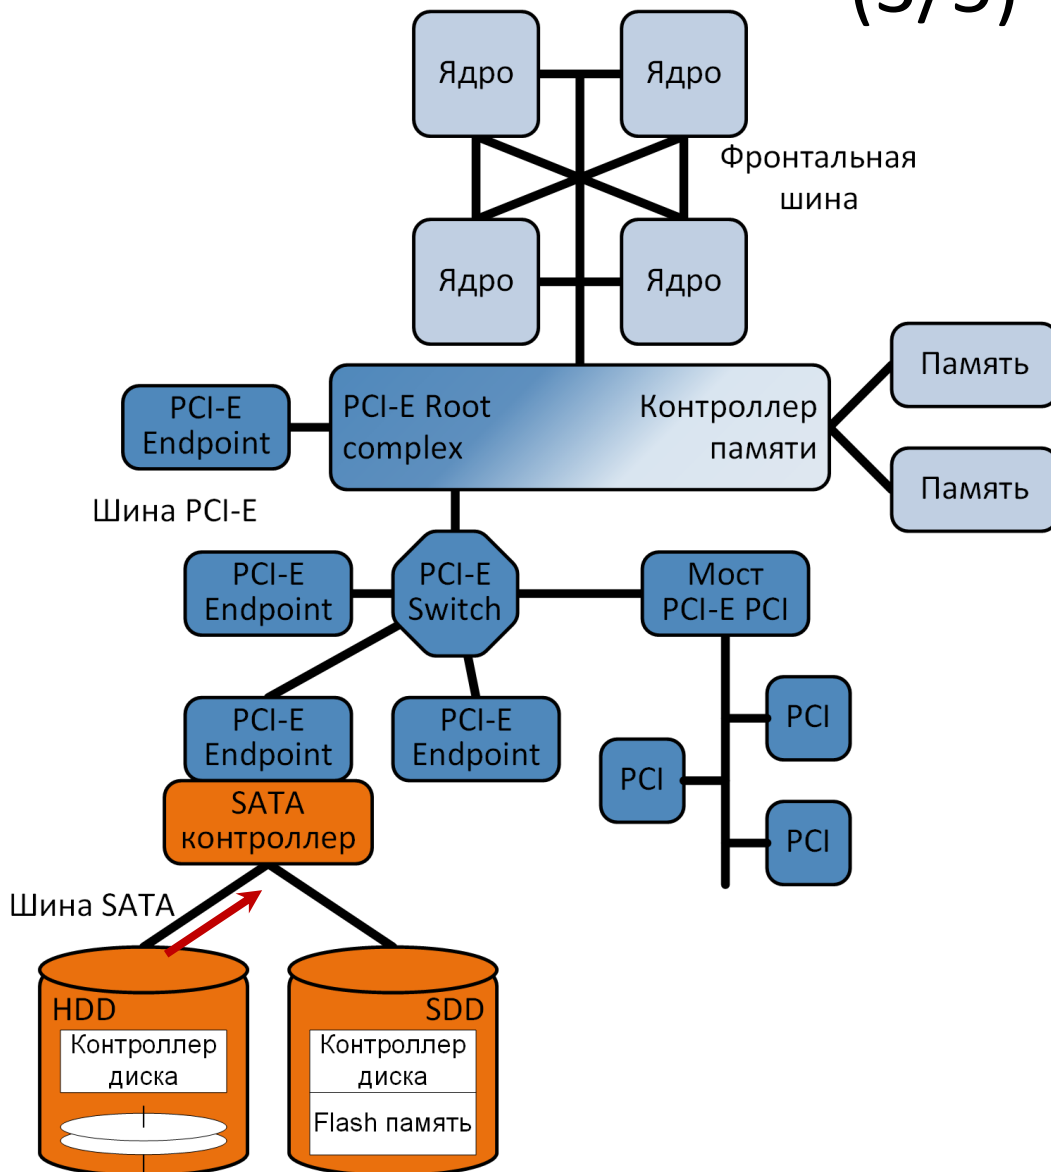 Ядро
Ядро
Фронтальная
шина
Ядро
Ядро
Память
PCI-E
Endpoint
PCI-E Root
complex
Контроллер
памяти
Память
Шина PCI-E
PCI-E
Endpoint
PCI-E
Switch
Мост
PCI-E PCI
PCI-E
Endpoint
PCI-E
Endpoint
PCI
PCI
PCI
SATA
контроллер
Шина SATA
HDD
Контроллер
диска
SDD
Контроллер
диска
Flash память